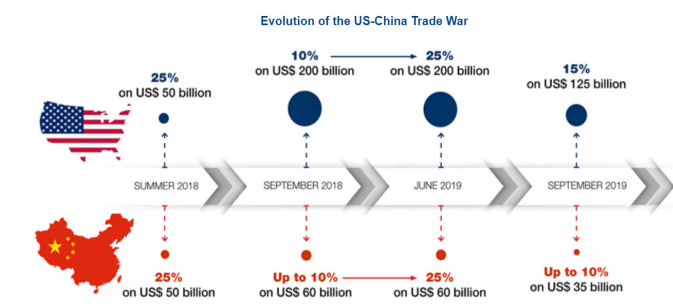 Evolution of the US-China Trade War
25%
on US$ 50 billion
10%
on US$ 200 billion
25%
on US$ 200 billion
15%
on US$ 125 billion
SUMMER 2018
SEPTEMBER 2018
JUNE 2019
SEPTEMBER 2019
25%
on US$ 50 billion
Up to 10%
on US$ 60 billion
25%
on US$ 60 billion
Up to 10%
on US$ 35 billion